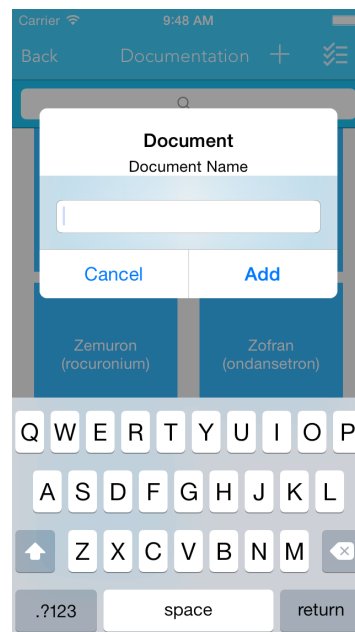 Carrier 9:48 AM
Back Documentation
Document
Document Name
Cancel Add
Zemuron
(rocuronium)
Zofran
(ondansetron)
Q W E R T Y U I O P
A S D F G H J K L
Z X C V B N M
.?123 space return